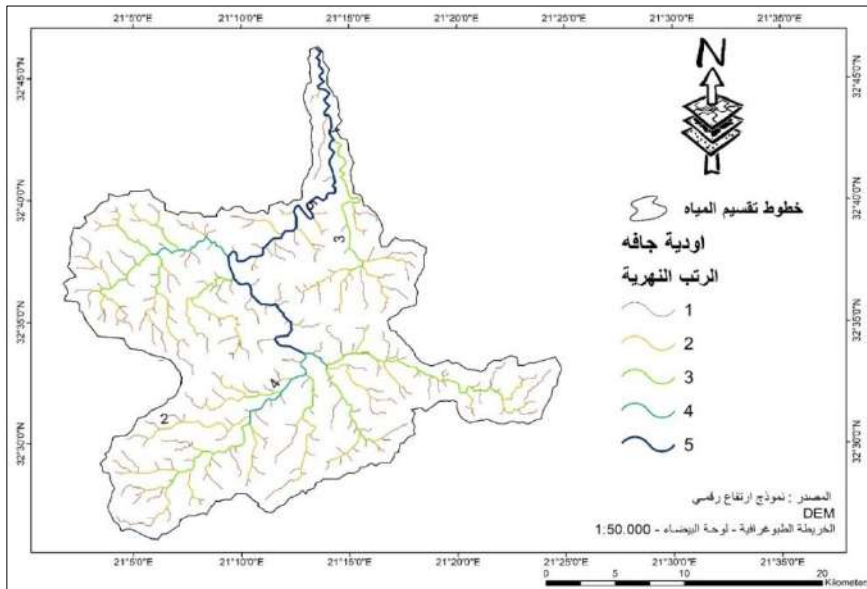 21°5'0"E 21°10'0"E 21°15'0"E 21°20'0"E 21°25'0"E 21°30'0"E 21°35'0"E
32°45'0"N 32°45'0"N
32°40'0"N 32°40'0"N
32°35'0"N 32°35'0"N
32°30'0"N 32°30'0"N
N
خطوط تقسيم المياه
اودية جافه
الرتب النهرية
1
2
3
4
5
5
3
4
2
المصدر : نموذج ارتفاع رقمي
DEM
الخريطة الطبوغرافية - لوحة البيضاء - 1:50.000
21°5'0"E 21°10'0"E 21°15'0"E 21°20'0"E 21°25'0"E 21°30'0"E 21°35'0"E
0 5 10 20
Kilometers